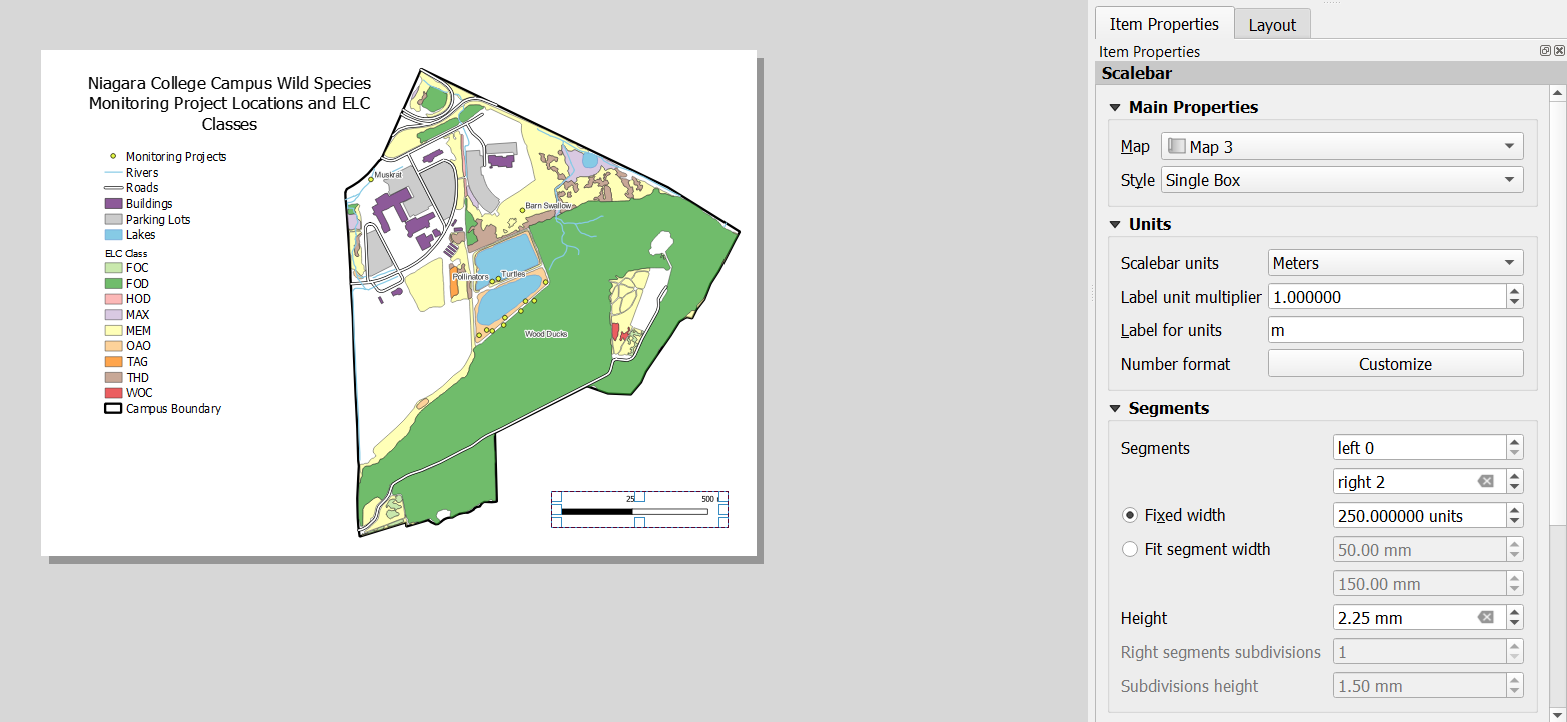 Niagara College Campus Wild Species
Monitoring Project Locations and ELC
Classes
Monitoring Projects
Rivers
Roads
Buildings
Parking Lots
Lakes
ELC Class
FOC
FOD
HOD
MAX
MEM
OAO
TAG
THD
WOC
Campus Boundary
Muskrat
Barn Swallow
Pollinators
Turtles
Wood Ducks
500
Item Properties
Layout
Item Properties
Scalebar
Main Properties
Map
Map 3
Style
Single Box
Units
Scalebar units
Meters
Label unit multiplier
1.000000
Label for units
m
Number format
Customize
Segments
Segments
left 0
right 2
Fixed width
250.000000 units
Fit segment width
50.00 mm
150.00 mm
Height
2.25 mm
Right segments subdivisions
1
Subdivisions height
1.50 mm